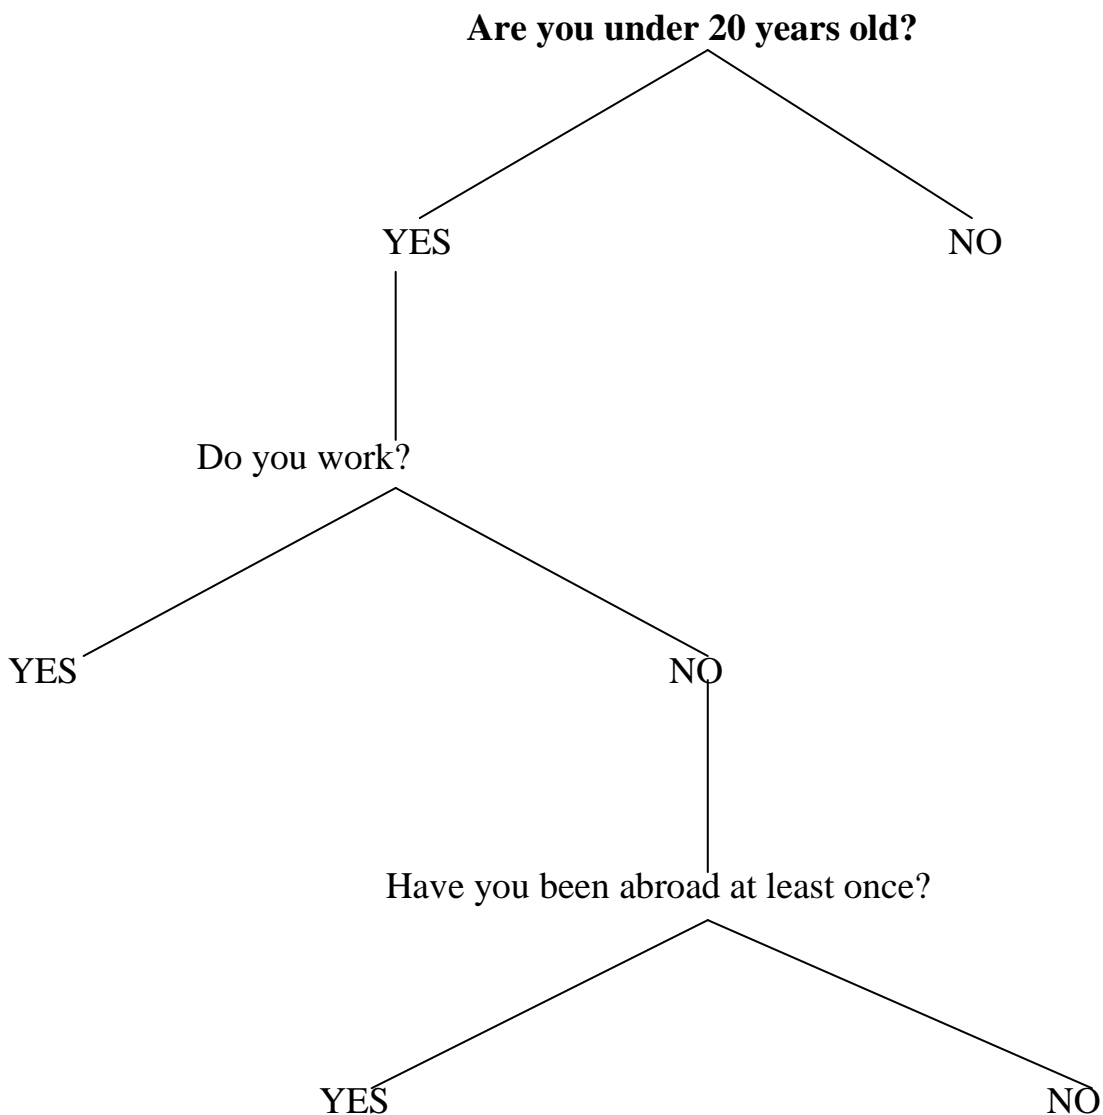 Are you under 20 years old?
YES
NO
Do you work?
YES
NO
Have you been abroad at least once?
YES
NO